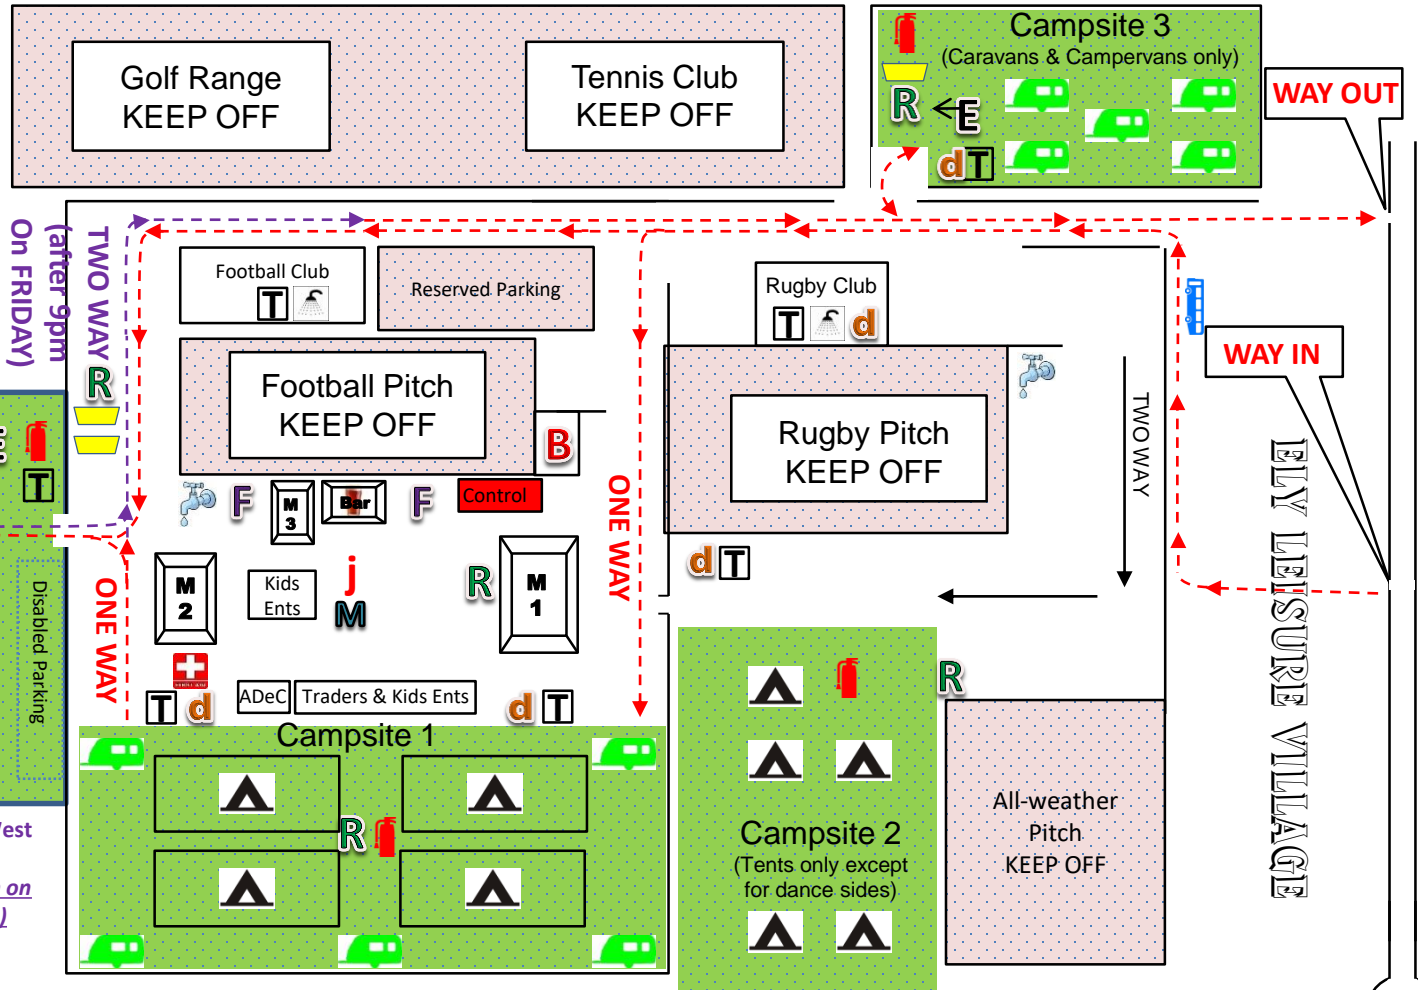 Golf Range
KEEP OFF
Tennis Club
KEEP OFF
Campsite 3
(Caravans & Campervans only)
R
E
d
T
WAY OUT
TWO WAY
(after 9pm
On FRIDAY)
Football Club
T
Reserved Parking
Rugby Club
T
d
WAY IN
R
Football Pitch
KEEP OFF
B
Rugby Pitch
KEEP OFF
TWO WAY
ELY LEISURE VILLAGE
T
F
M
3
Bar
F
Control
ONE WAY
d
T
M
2
Kids
Ents
j
M
R
M
1
Disabled Parking
ONE WAY
T
d
ADeC
Traders & Kids Ents
d
T
R
Campsite 1
R
Campsite 2
(Tents only except
for dance sides)
All-weather
Pitch
KEEP OFF
est
on
)